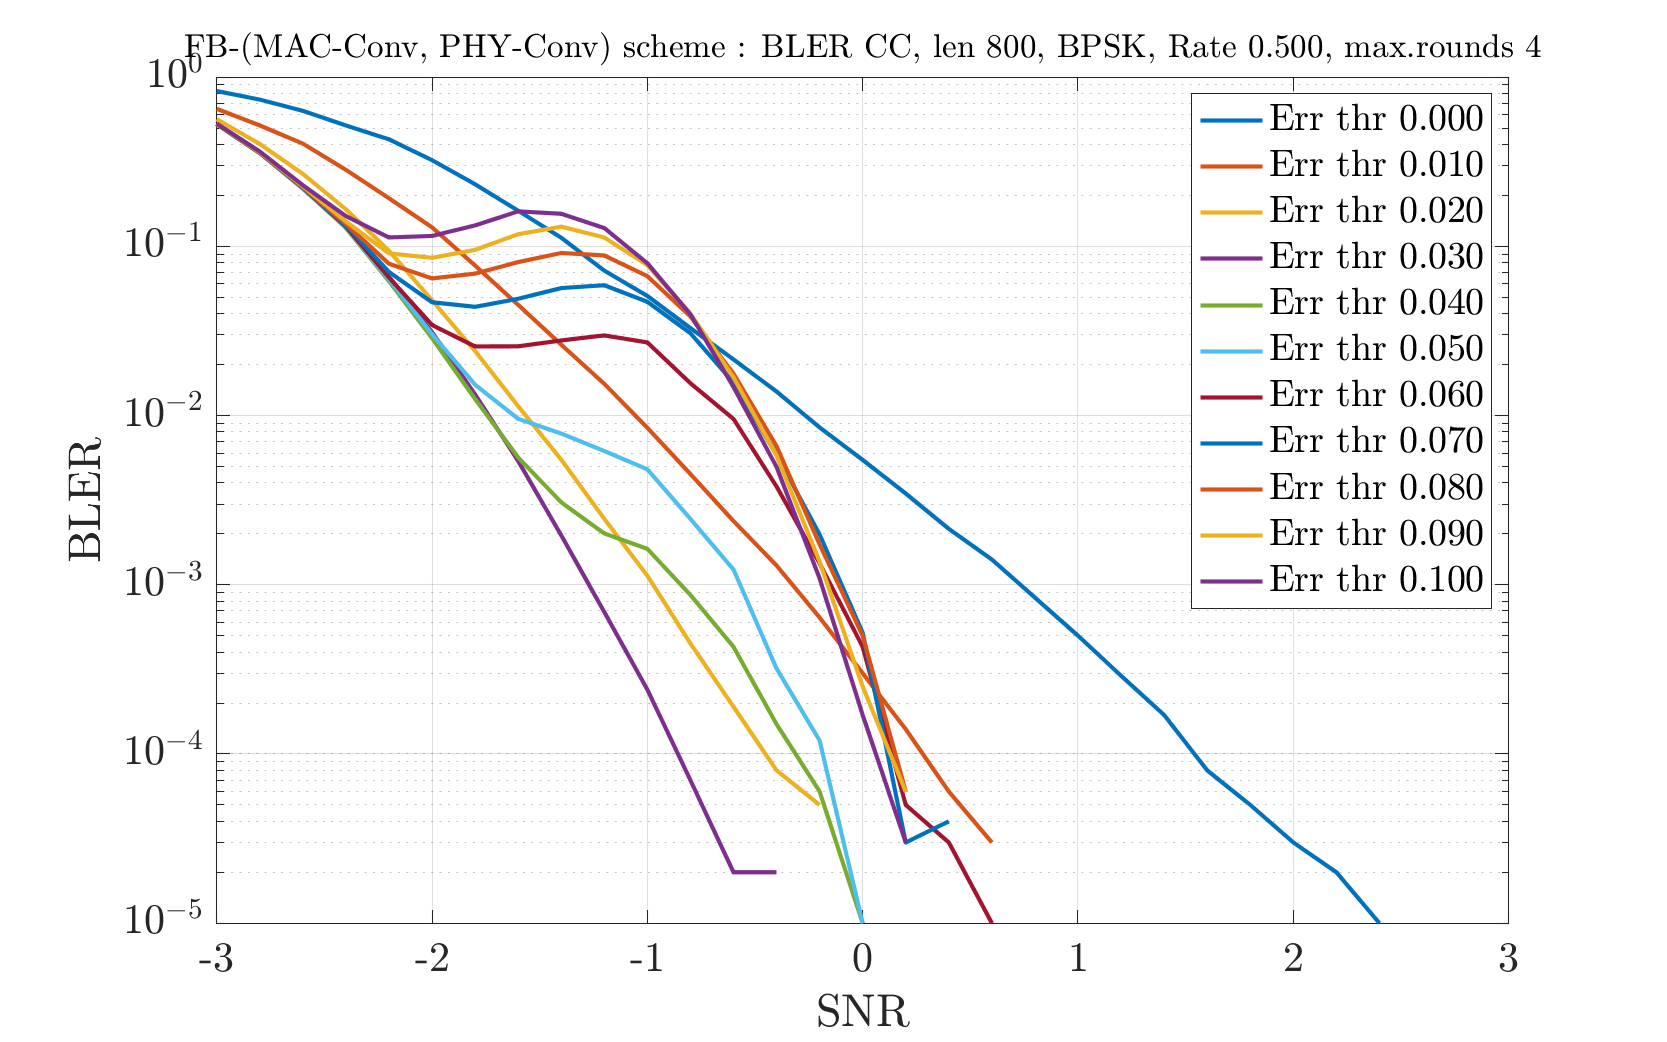 FB-(MAC-Conv, PHY-Conv) scheme : BLER CC, len 800, BPSK, Rate 0.500, max.rounds 4
10^0
10^-1
10^-2
10^-3
10^-4
10^-5
BLER
Err thr 0.000
Err thr 0.010
Err thr 0.020
Err thr 0.030
Err thr 0.040
Err thr 0.050
Err thr 0.060
Err thr 0.070
Err thr 0.080
Err thr 0.090
Err thr 0.100
-3 -2 -1 0 1 2 3
SNR